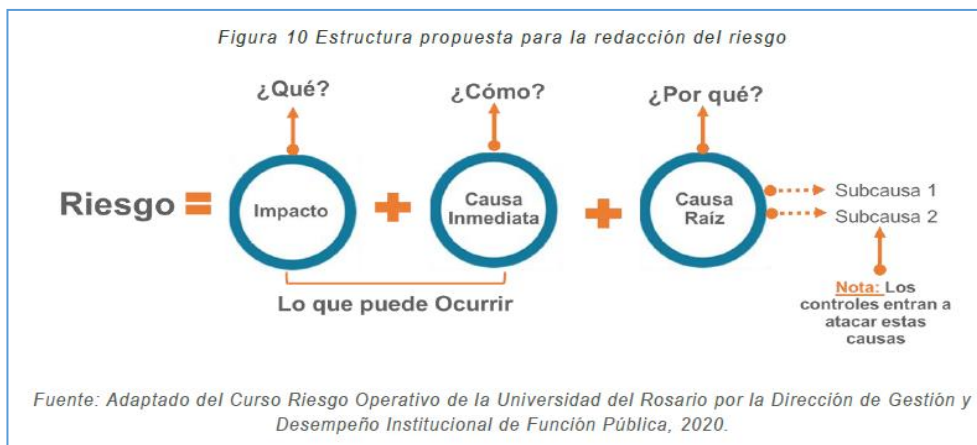 Figura 10 Estructura propuesta para la redacción del riesgo
¿Qué?
¿Cómo?
¿Por qué?
Riesgo = Impacto + Causa Inmediata + Causa Raíz
Subcausa 1
Subcausa 2
Lo que puede Ocurrir
Nota: Los
controles entran a
atacar estas
causas
Fuente: Adaptado del Curso Riesgo Operativo de la Universidad del Rosario por la Dirección de Gestión y
Desempeño Institucional de Función Pública, 2020.